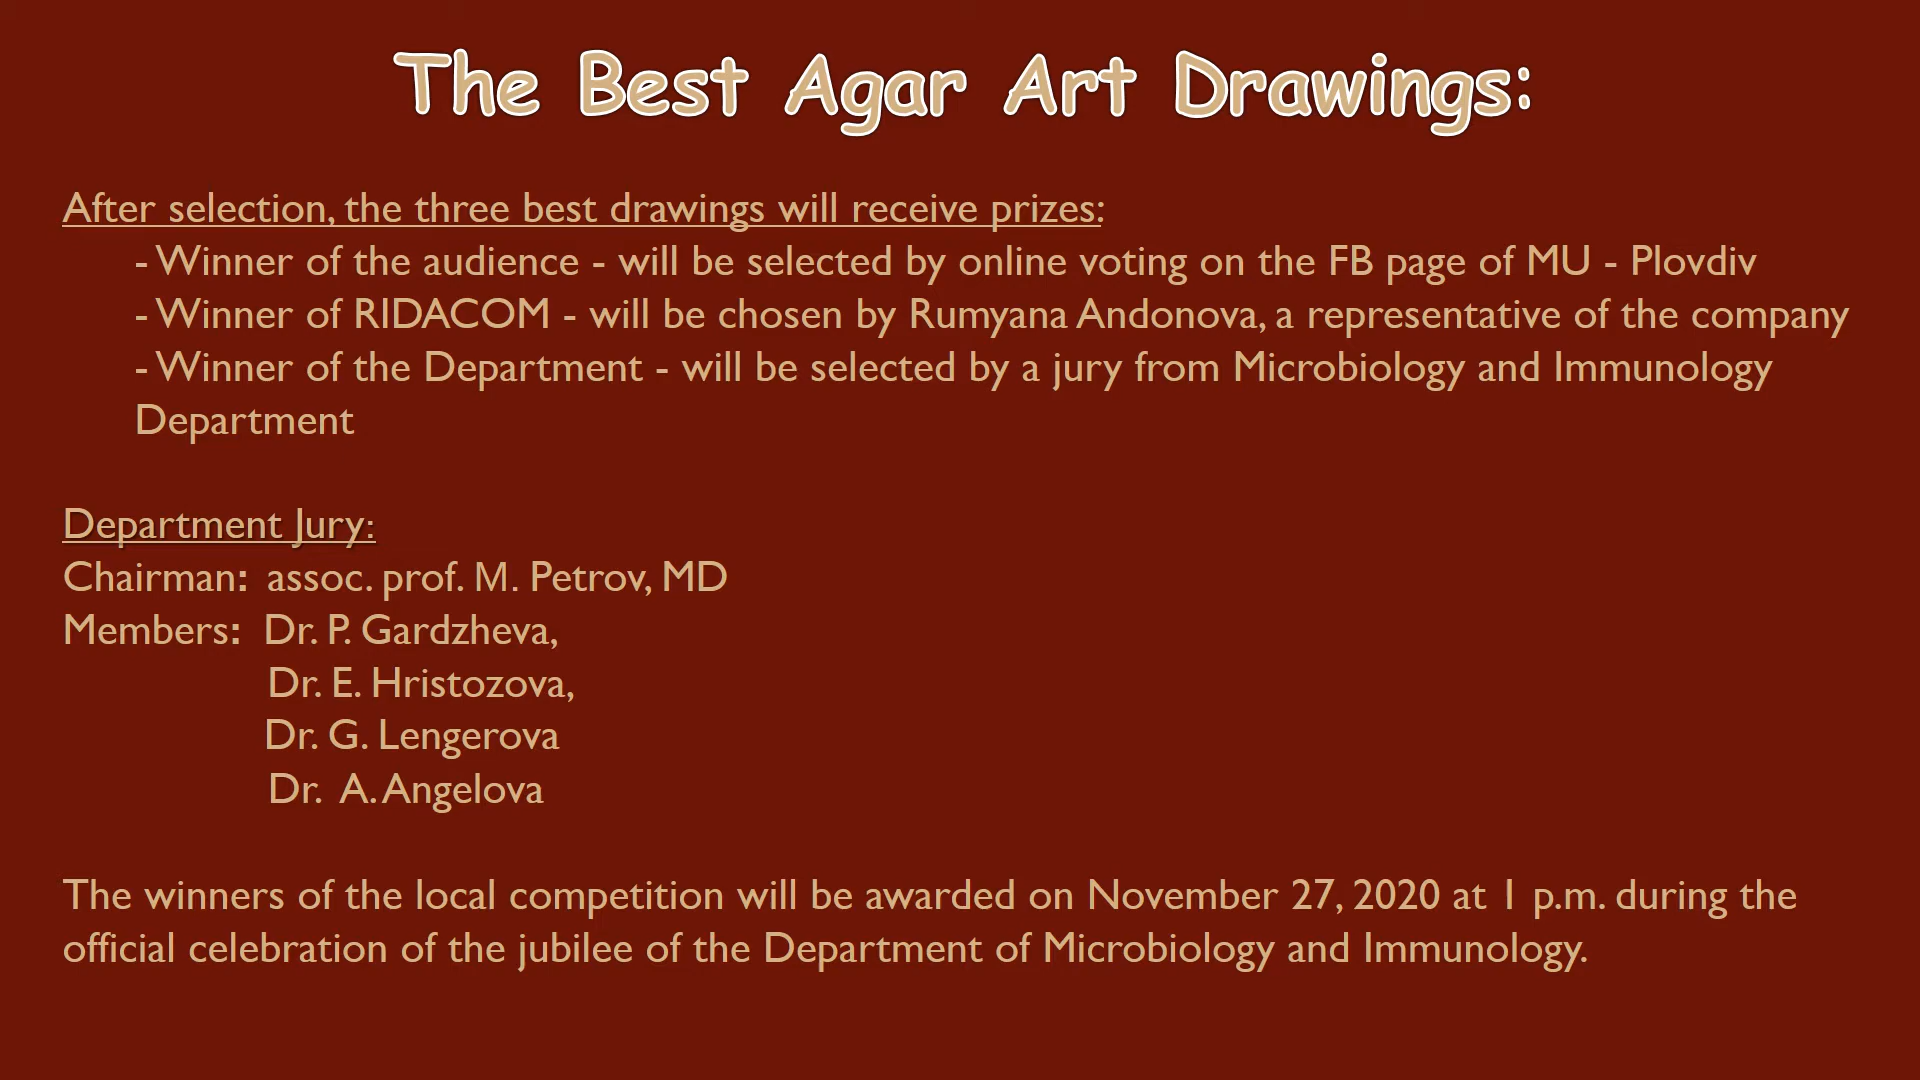 The Best Agar Art Drawings:
After selection, the three best drawings will receive prizes:
- Winner of the audience - will be selected by online voting on the FB page of MU - Plovdiv
- Winner of RIDACOM - will be chosen by Rumyana Andonova, a representative of the company
- Winner of the Department - will be selected by a jury from Microbiology and Immunology
Department
Department Jury:
Chairman: assoc. prof. M. Petrov, MD
Members: Dr. P. Gardzheva,
Dr. E. Hristozova,
Dr. G. Lengerova
Dr. A. Angelova
The winners of the local competition will be awarded on November 27, 2020 at 1 p.m. during the
official celebration of the jubilee of the Department of Microbiology and Immunology.